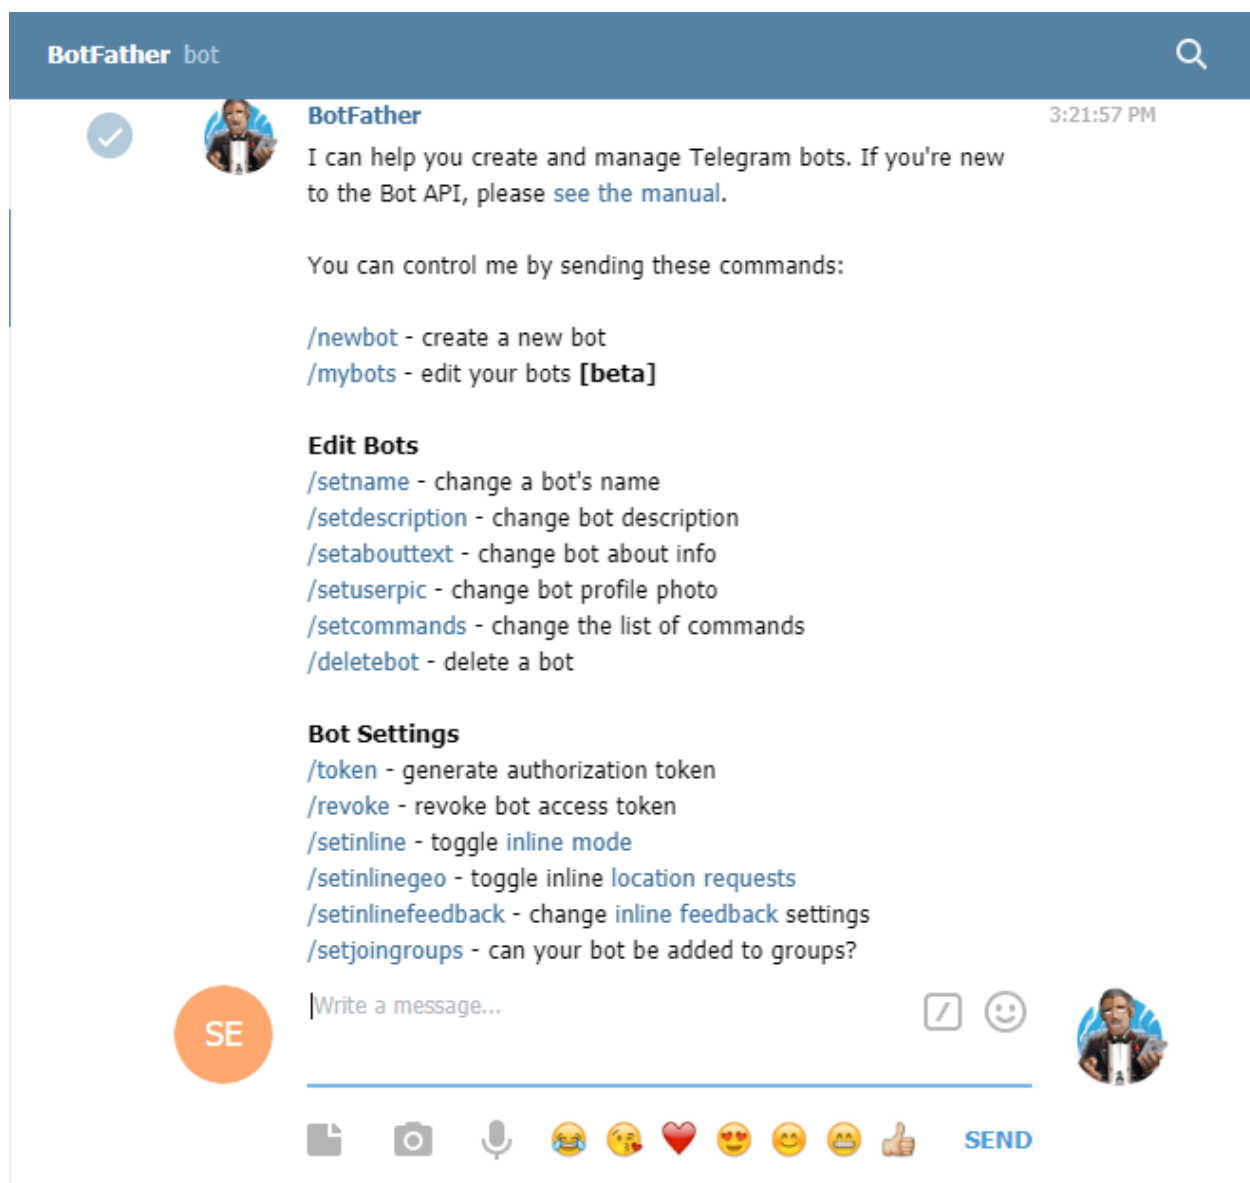 BotFather bot
BotFather 3:21:57 PM
I can help you create and manage Telegram bots. If you're new
to the Bot API, please see the manual.
You can control me by sending these commands:
/newbot - create a new bot
/mybots - edit your bots [beta]
Edit Bots
/setname - change a bot's name
/setdescription - change bot description
/setabouttext - change bot about info
/setuserpic - change bot profile photo
/setcommands - change the list of commands
/deletebot - delete a bot
Bot Settings
/token - generate authorization token
/revoke - revoke bot access token
/setinline - toggle inline mode
/setinlinegeo - toggle inline location requests
/setinlinefeedback - change inline feedback settings
/setjoingroups - can your bot be added to groups?
SE
Write a message...
SEND